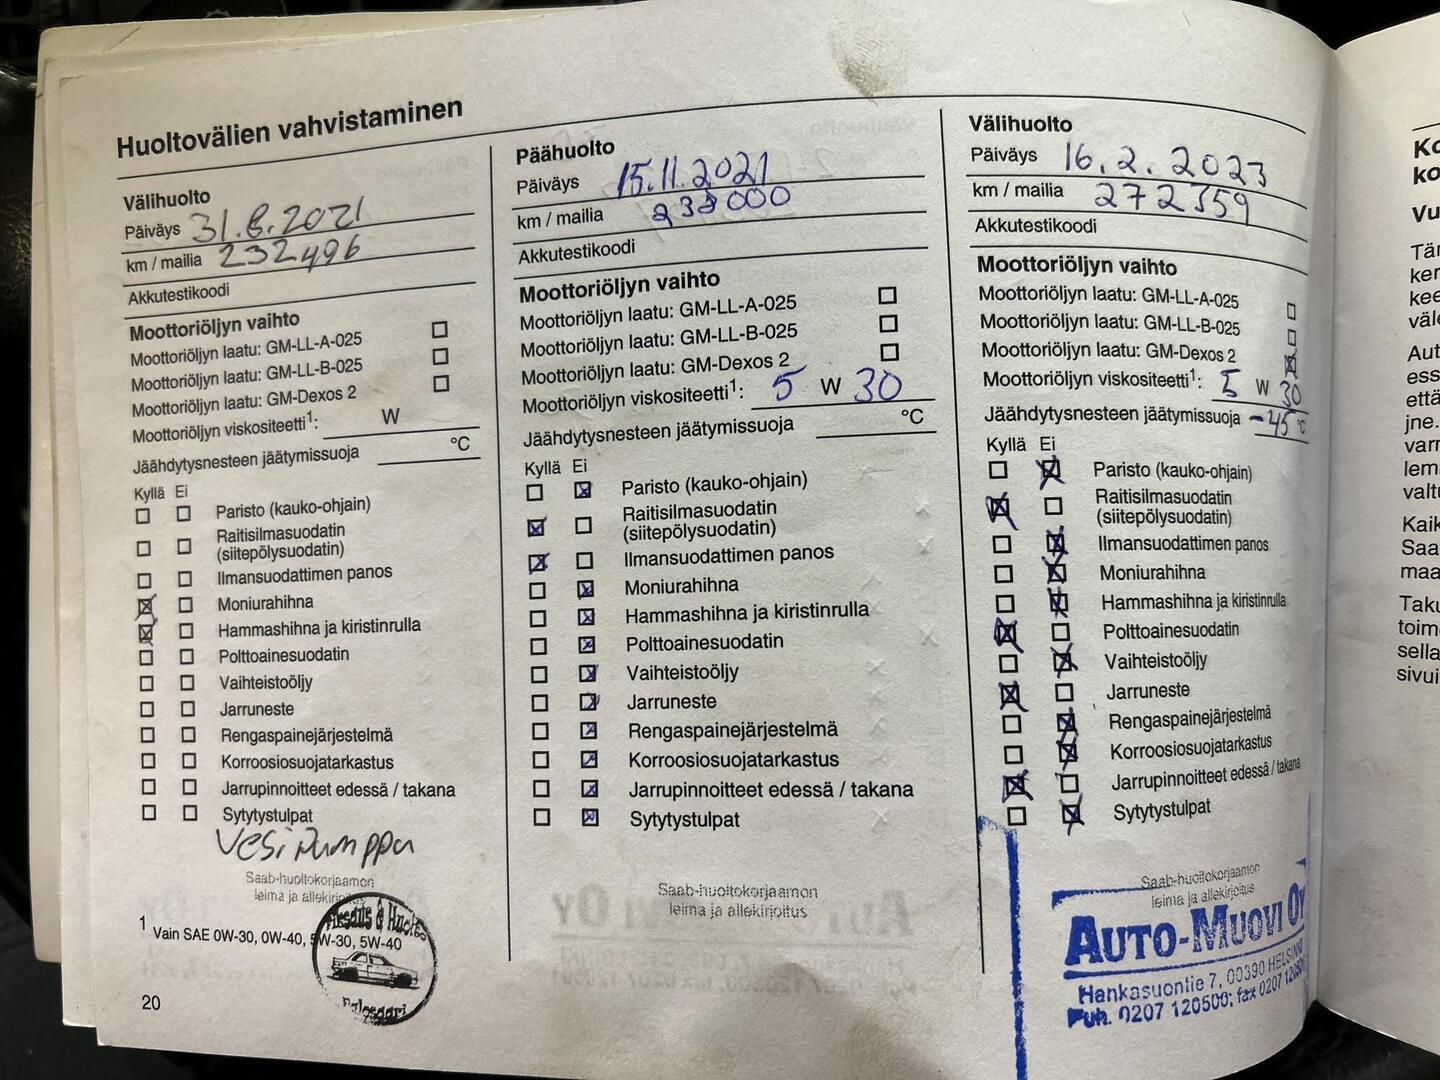 Huoltovälien vahvistaminen
Välihuolto
Päiväys 31.8.2021
km / mailia 232496
Akkutestikoodi
Moottoriöljyn vaihto
Moottoriöljyn laatu: GM-LL-A-025
Moottoriöljyn laatu: GM-LL-B-025
Moottoriöljyn laatu: GM-Dexos 2
Moottoriöljyn viskositeetti1: W
Jäähdytysnesteen jäätymissuoja °C
Kyllä Ei
Paristo (kauko-ohjain)
Raitisilmasuodatin
(siitepölysuodatin)
Ilmansuodattimen panos
Moniurahihna
Hammashihna ja kiristinrulla
Polttoainesuodatin
Vaihteistoöljy
Jarruneste
Rengaspainejärjestelmä
Korroosiosuojatarkastus
Jarrupinnoitteet edessä / takana
Sytytystulpat
Vesipumppu
Saab-huoltokorjaamon
leima ja allekirjoitus
1 Vain SAE 0W-30, 0W-40, 5W-30, 5W-40
20
Päähuolto
Päiväys 15.11.2021
km / mailia 233000
Akkutestikoodi
Moottoriöljyn vaihto
Moottoriöljyn laatu: GM-LL-A-025
Moottoriöljyn laatu: GM-LL-B-025
Moottoriöljyn laatu: GM-Dexos 2
Moottoriöljyn viskositeetti1: 5 W 30
Jäähdytysnesteen jäätymissuoja °C
Kyllä Ei
Paristo (kauko-ohjain)
Raitisilmasuodatin
(siitepölysuodatin)
Ilmansuodattimen panos
Moniurahihna
Hammashihna ja kiristinrulla
Polttoainesuodatin
Vaihteistoöljy
Jarruneste
Rengaspainejärjestelmä
Korroosiosuojatarkastus
Jarrupinnoitteet edessä / takana
Sytytystulpat
Saab-huoltokorjaamon
leima ja allekirjoitus
Välihuolto
Päiväys 16.2.2023
km / mailia 272359
Akkutestikoodi
Moottoriöljyn vaihto
Moottoriöljyn laatu: GM-LL-A-025
Moottoriöljyn laatu: GM-LL-B-025
Moottoriöljyn laatu: GM-Dexos 2
Moottoriöljyn viskositeetti1: 5 W 30
Jäähdytysnesteen jäätymissuoja -45 °C
Kyllä Ei
Paristo (kauko-ohjain)
Raitisilmasuodatin
(siitepölysuodatin)
Ilmansuodattimen panos
Moniurahihna
Hammashihna ja kiristinrulla
Polttoainesuodatin
Vaihteistoöljy
Jarruneste
Rengaspainejärjestelmä
Korroosiosuojatarkastus
Jarrupinnoitteet edessä / takana
Sytytystulpat
Saab-huoltokorjaamon
leima ja allekirjoitus
AUTO-MUOVI OY
Hankasuontie 7, 00390 HELSINKI
Puh. 0207 120500, fax 0207